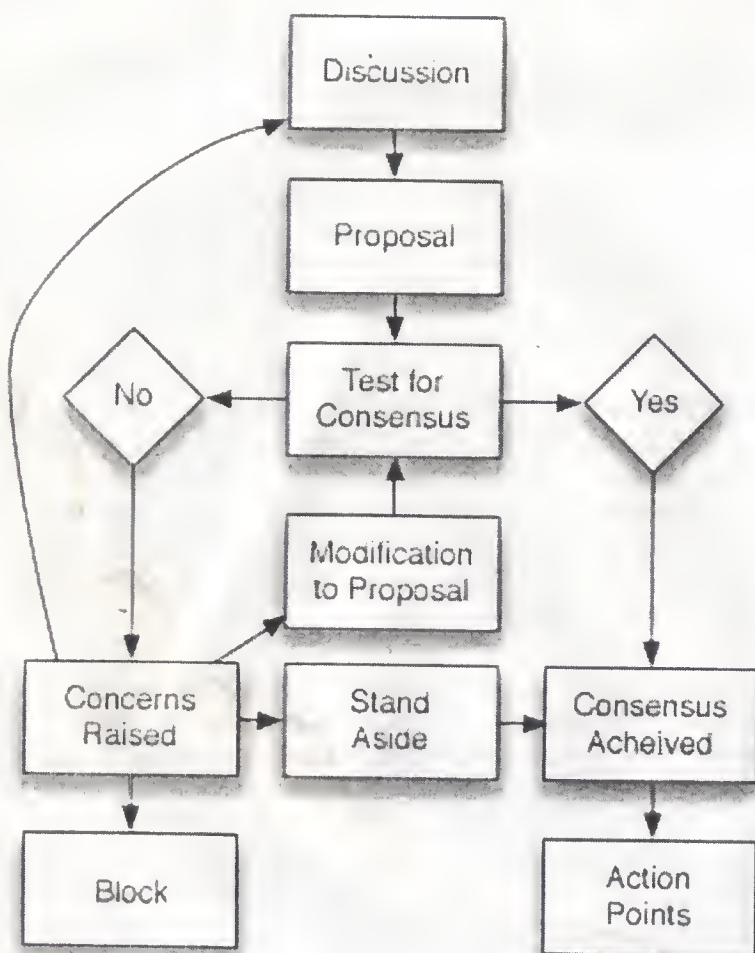 Discussion
Proposal
No
Test for
Consensus
Yes
Modification
to Proposal
Concerns
Raised
Stand
Aside
Consensus
Acheived
Block
Action
Points